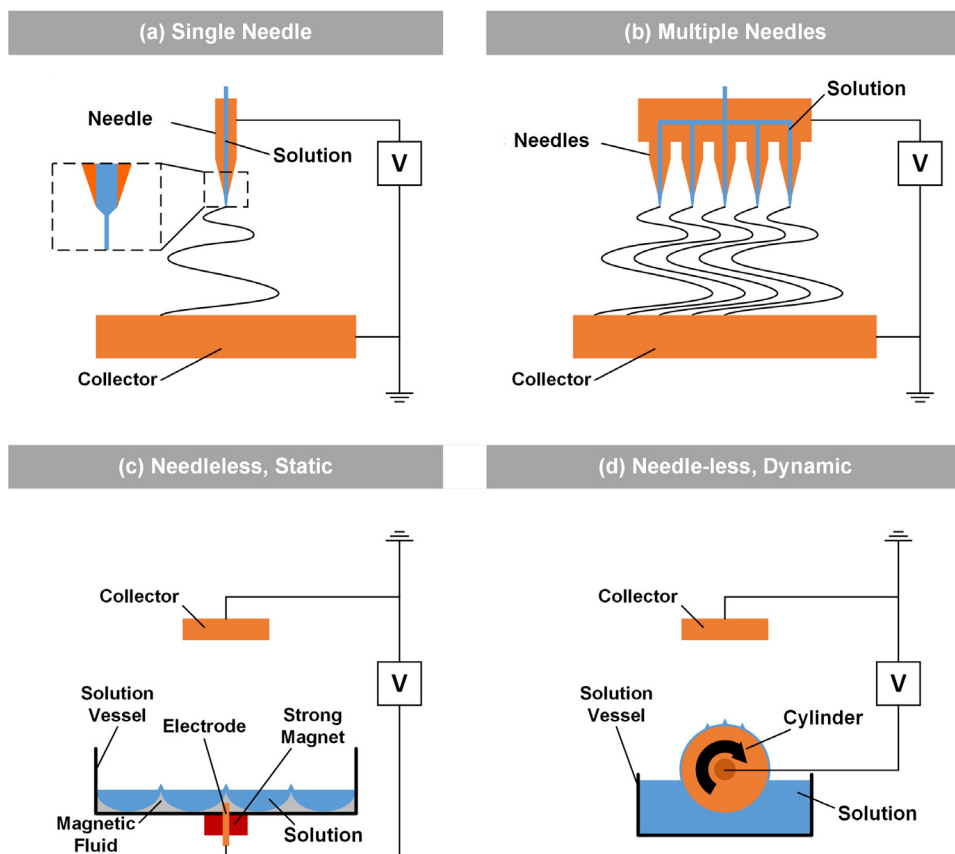 (a) Single Needle
Needle
Solution
V
Collector
(b) Multiple Needles
Solution
Needles
V
Collector
(c) Needleless, Static
Collector
V
Solution
Vessel
Electrode
Strong
Magnet
Magnetic
Fluid
Solution
(d) Needle-less, Dynamic
Collector
V
Solution
Vessel
Cylinder
Solution